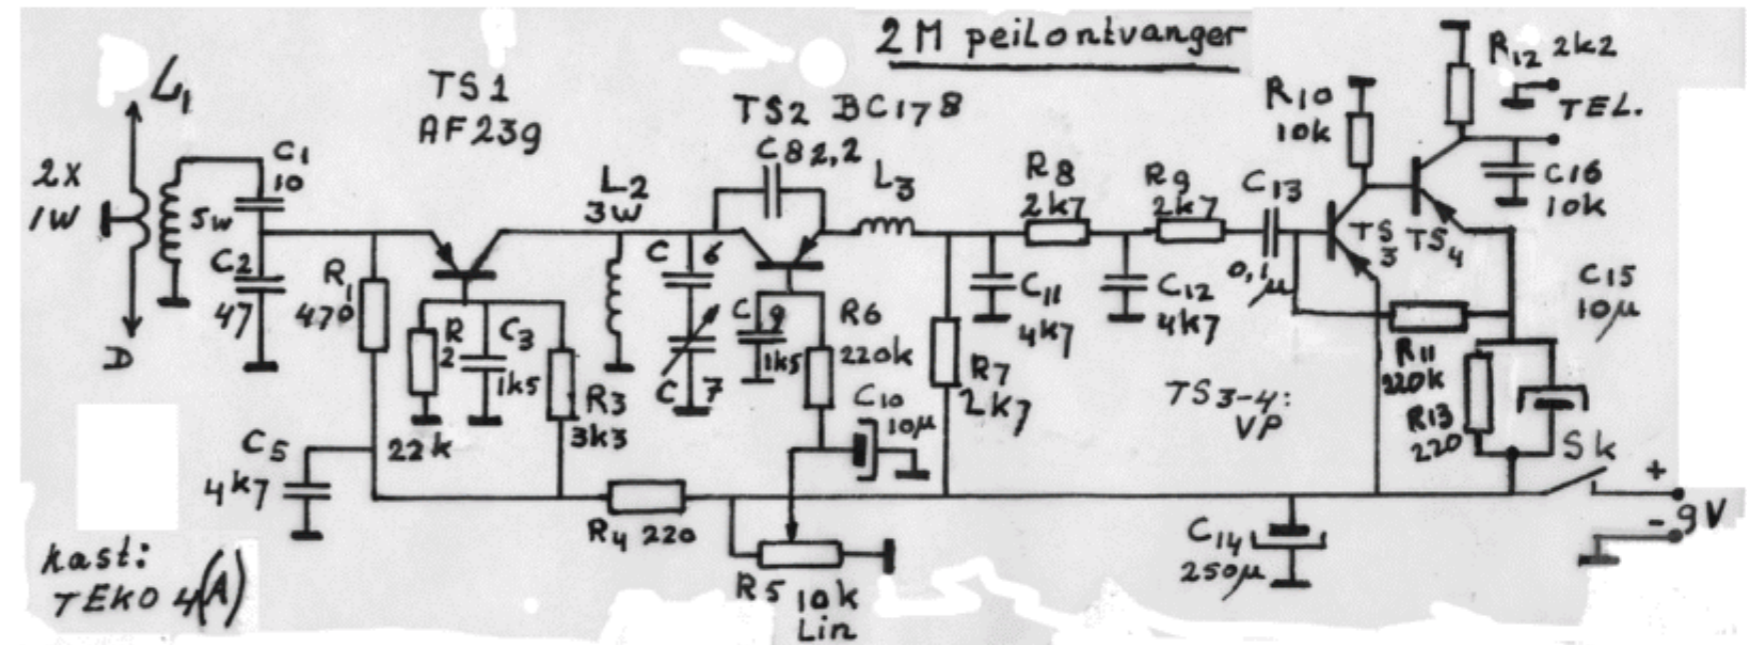 2M peilontvanger
L1
TS1
AF239
TS2 BC178
C8 2,2
R12 2k2
TEL.
R10
10k
2x
1W
5w
C1
10
L2
3w
L3
R8
2k7
R9
2k7
C13
0,1µ
TS3
TS4
C16
10k
C2
47
R1
470
R2
22k
C3
1k5
R3
3k3
C6
C7
C9
1k5
R6
220k
C10
10µ
R7
2k7
C11
4k7
C12
4k7
TS3-4:
VP
R11
220k
R13
220
C15
10µ
Sk
+
- 9V
D
C5
4k7
R4 220
R5 10k
Lin
C14
250µ
kast:
TEKO 4(A)